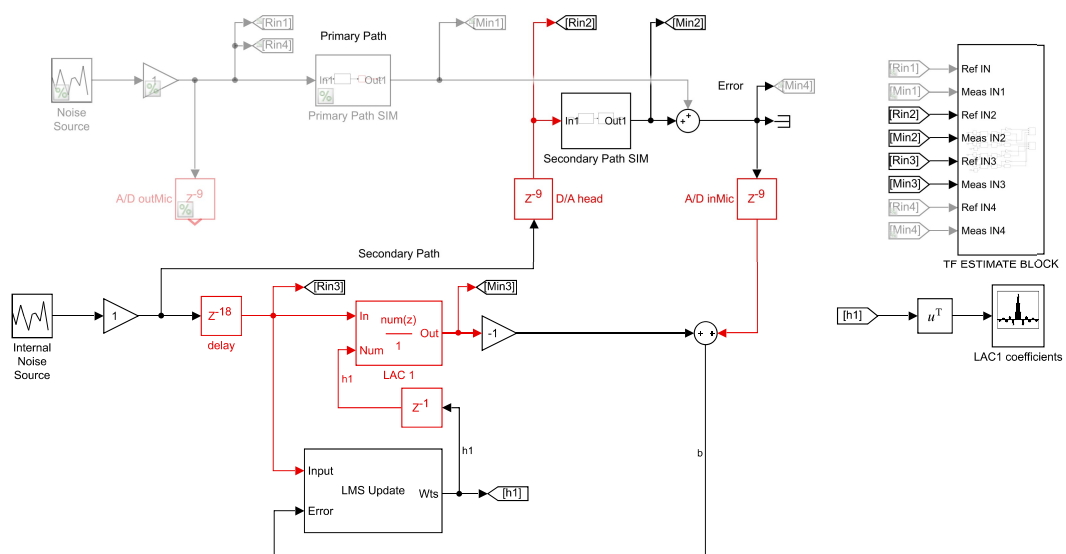 [Rin1]
[Min1]
[Rin2]
[Min2]
[Rin4]
Primary Path
Noise
Source
1
%
In1
Out1
%
Primary Path SIM
Error
[Min4]
In1
Out1
+
+
Secondary Path SIM
A/D outMic
Z-9
%
Z-9
D/A head
A/D inMic
Z-9
[Rin1]
Ref IN
[Min1]
Meas IN1
[Rin2]
Ref IN2
[Min2]
Meas IN2
[Rin3]
Ref IN3
[Min3]
Meas IN3
[Rin4]
Ref IN4
[Min4]
Meas IN4
TF ESTIMATE BLOCK
Secondary Path
[Rin3]
[Min3]
Internal
Noise
Source
1
Z-18
delay
In
num(z)
1
Out
Num
LAC 1
-1
+ +
h1
Z-1
h1
[h1]
uT
LAC1 coefficients
b
Input
LMS Update
Wts
Error
[h1]